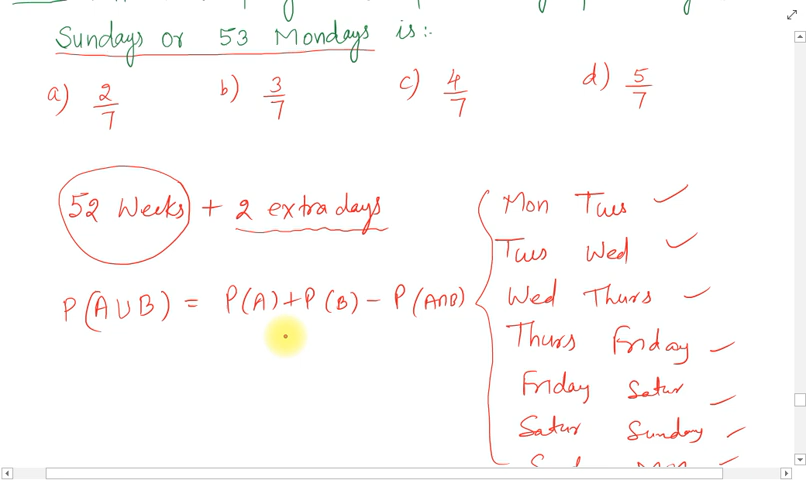 Sundays or 53 Mondays is :-
a) 2/7 b) 3/7 c) 4/7 d) 5/7
52 Weeks + 2 extra days
P(A∪B) = P(A) + P(B) - P(A∩B)
Mon Tues ✓
Tues Wed ✓
Wed Thurs ✓
Thurs Friday ✓
Friday Satur ✓
Satur Sunday ✓